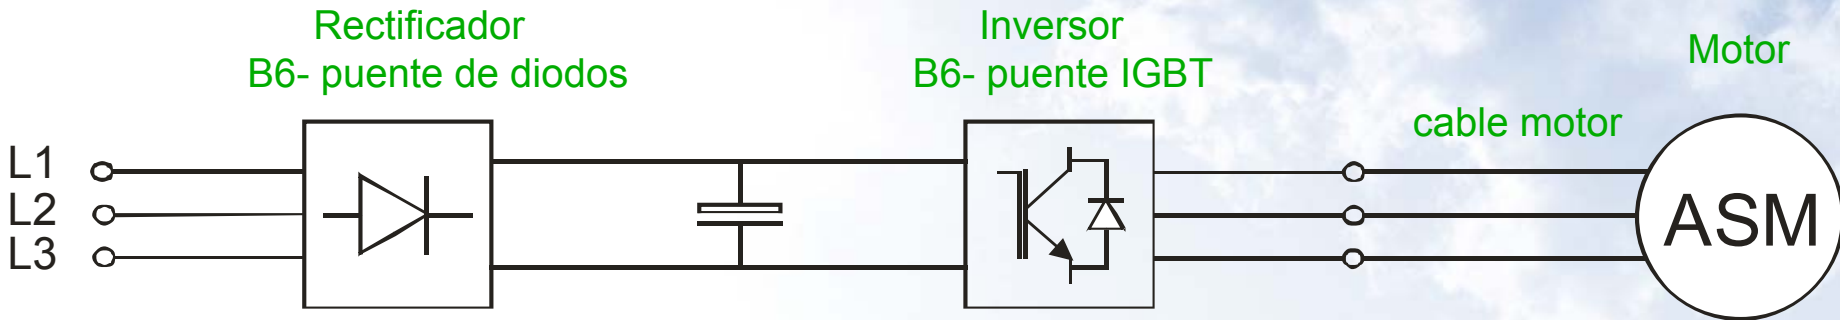 Rectificador
B6- puente de diodos
Inversor
B6- puente IGBT
Motor
cable motor
L1
L2
L3
ASM